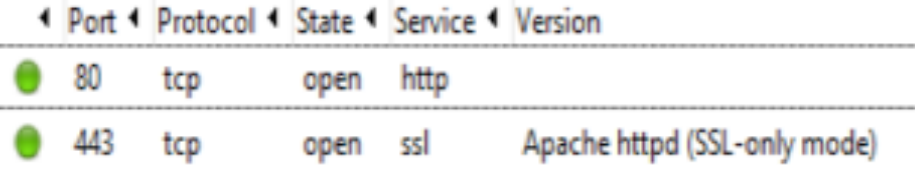 Port Protocol State Service Version
80 tcp open http
443 tcp open ssl Apache httpd (SSL-only mode)